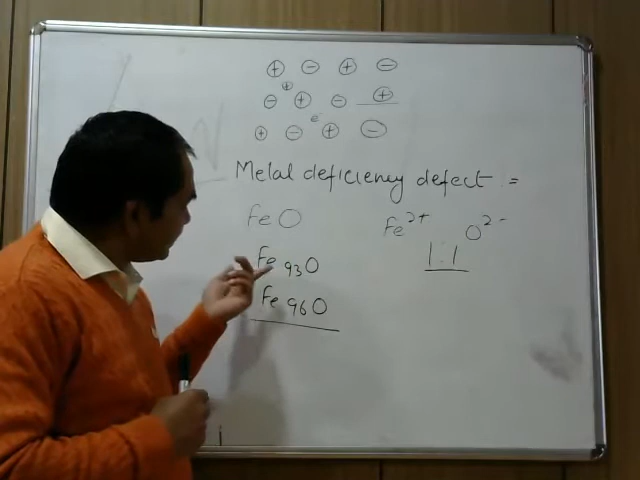 ⊕ ⊖ ⊕ ⊖
⊕
⊖ ⊕ ⊖ ⊕
e⁻
⊕ ⊖ ⊕ ⊖
Metal deficiency defect :=
FeO
Fe²⁺ O²⁻
1:1
Fe₉₃O
Fe₉₆O